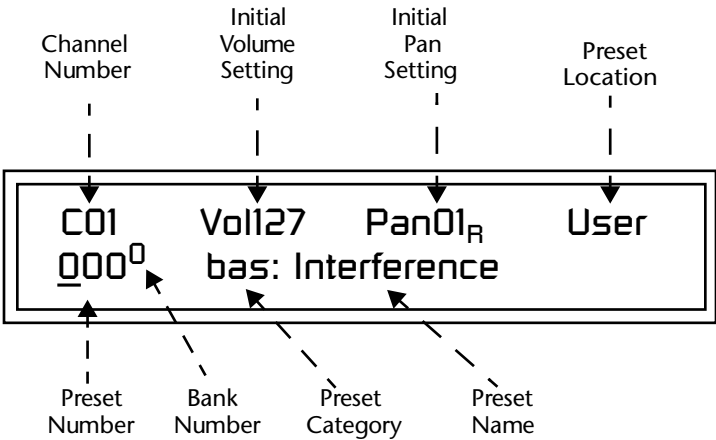 Channel
Number
Initial
Volume
Setting
Initial
Pan
Setting
Preset
Location
C01 Vol127 Pan01R User
000⁰ bas: Interference
Preset
Number
Bank
Number
Preset
Category
Preset
Name